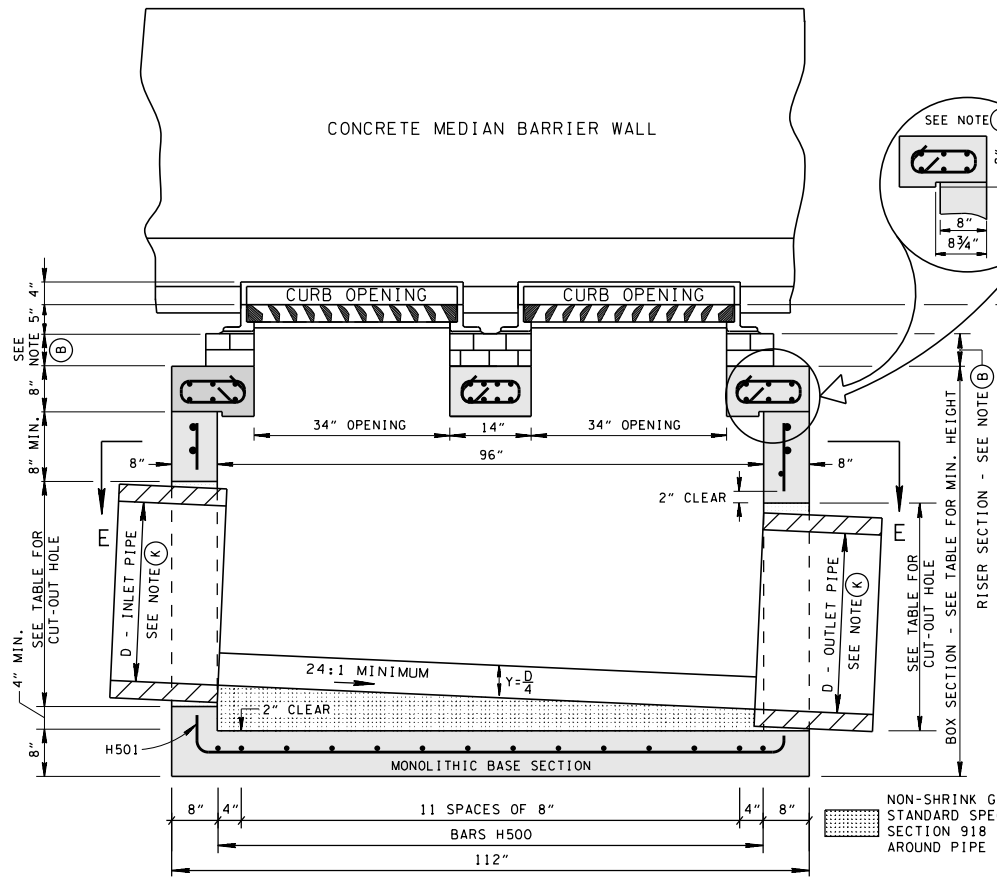 CONCRETE MEDIAN BARRIER WALL
SEE NOTE
8"
8"
8¾"
4"
5"
SEE
NOTE
B
8"
8" MIN.
SEE TABLE FOR
CUT-OUT HOLE
4" MIN.
8"
CURB OPENING
CURB OPENING
34" OPENING
14"
34" OPENING
8"
96"
8"
2" CLEAR
E
E
D - INLET PIPE
SEE NOTE K
D - OUTLET PIPE
SEE NOTE K
SEE TABLE FOR
CUT-OUT HOLE
BOX SECTION - SEE TABLE FOR MIN. HEIGHT
RISER SECTION - SEE NOTE B
24:1 MINIMUM
Y=D/4
2" CLEAR
H501
MONOLITHIC BASE SECTION
8"
4"
11 SPACES OF 8"
4"
8"
BARS H500
112"
NON-SHRINK G
STANDARD SPE
SECTION 918
AROUND PIPE